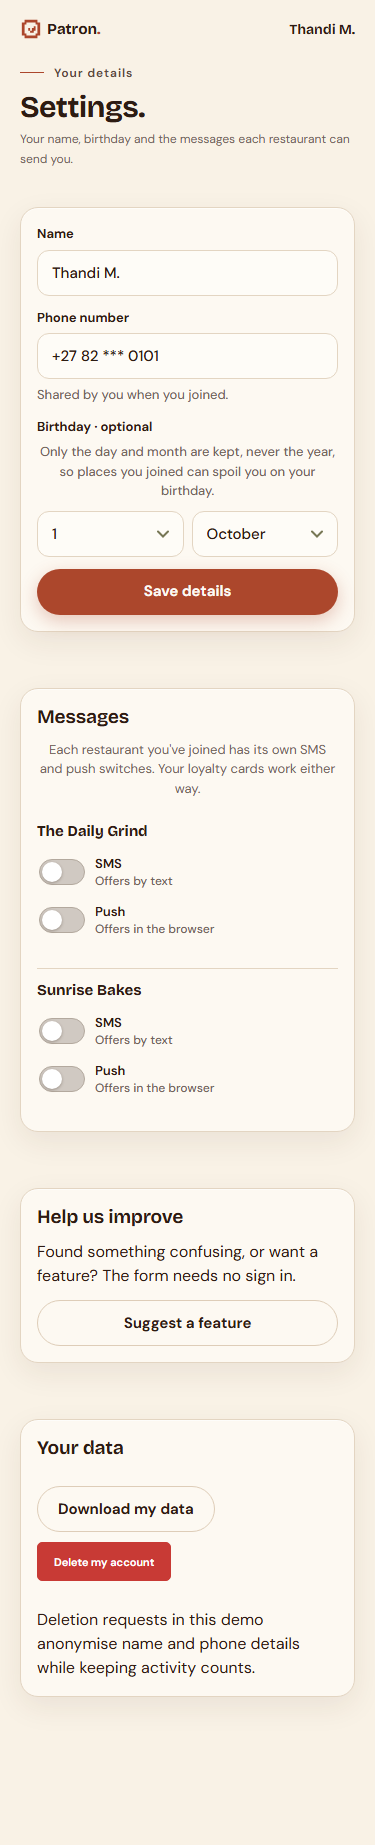 Patron.
Thandi M.
Your details
Settings.
Your name, birthday and the messages each restaurant can
send you.
Name
Thandi M.
Phone number
+27 82 *** 0101
Shared by you when you joined.
Birthday · optional
Only the day and month are kept, never the year,
so places you joined can spoil you on your
birthday.
1
October
Save details
Messages
Each restaurant you've joined has its own SMS
and push switches. Your loyalty cards work either
way.
The Daily Grind
SMS
Offers by text
Push
Offers in the browser
Sunrise Bakes
SMS
Offers by text
Push
Offers in the browser
Help us improve
Found something confusing, or want a
feature? The form needs no sign in.
Suggest a feature
Your data
Download my data
Delete my account
Deletion requests in this demo
anonymise name and phone details
while keeping activity counts.